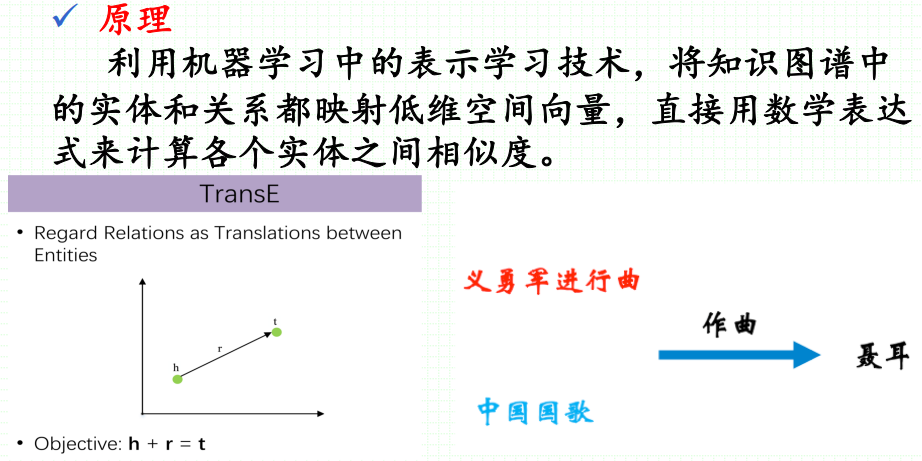 ✓ 原理
利用机器学习中的表示学习技术，将知识图谱中
的实体和关系都映射低维空间向量，直接用数学表达
式来计算各个实体之间相似度。
TransE
• Regard Relations as Translations between
Entities
t
r
h
• Objective: h + r = t
义勇军进行曲
作曲
聂耳
中国国歌